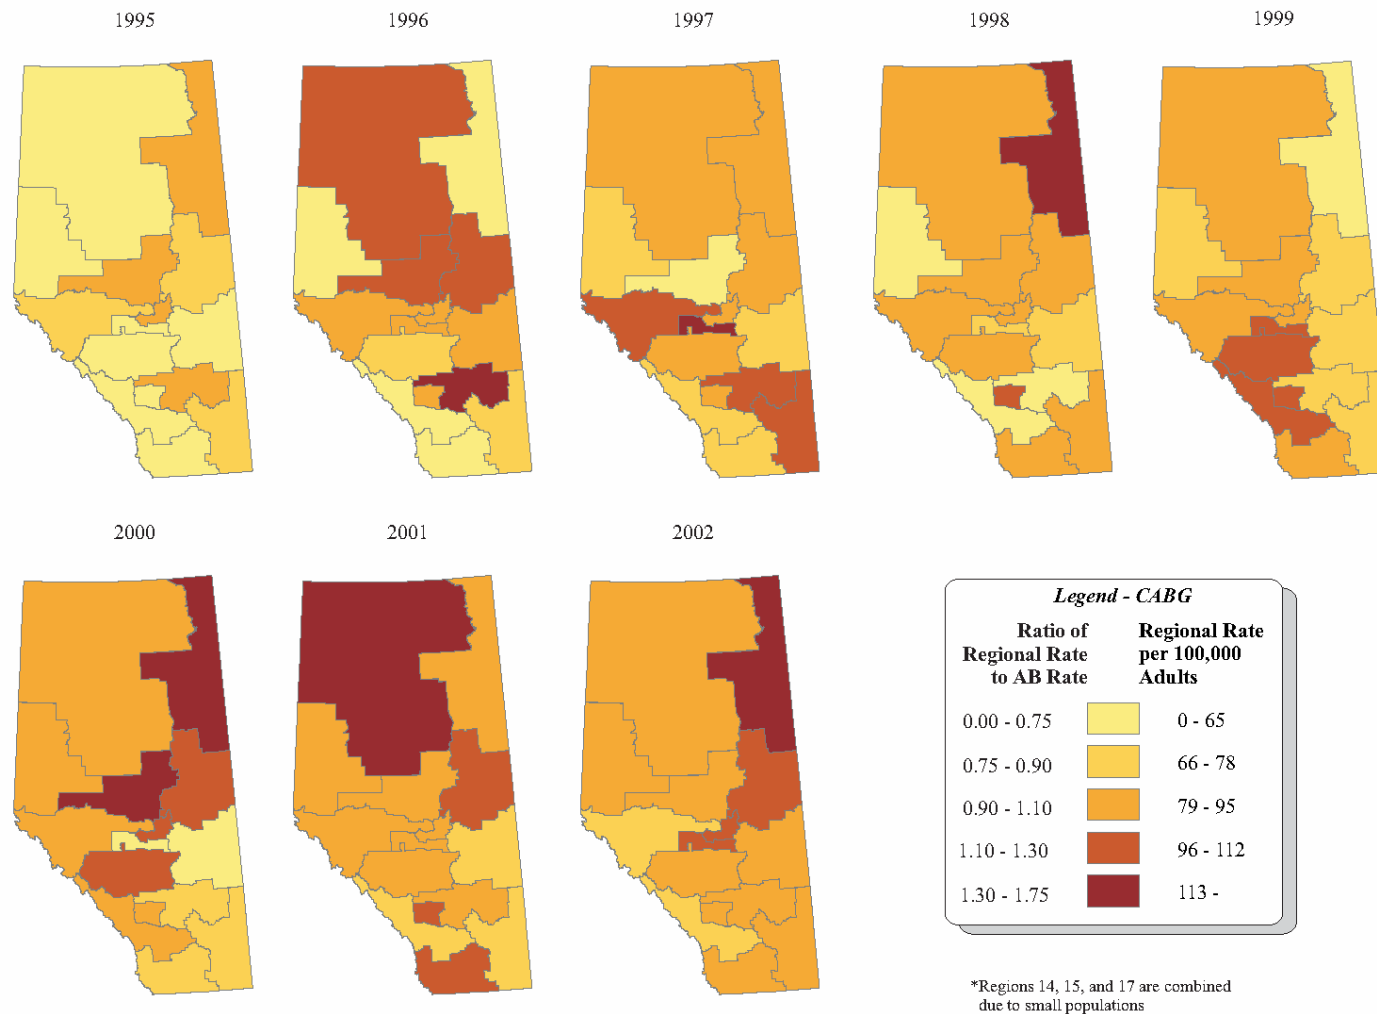 1995
1996
1997
1998
1999
2000
2001
2002
Legend - CABG
Ratio of
Regional Rate
to AB Rate
Regional Rate
per 100,000
Adults
0.00 - 0.75
0 - 65
0.75 - 0.90
66 - 78
0.90 - 1.10
79 - 95
1.10 - 1.30
96 - 112
1.30 - 1.75
113 -
*Regions 14, 15, and 17 are combined
due to small populations